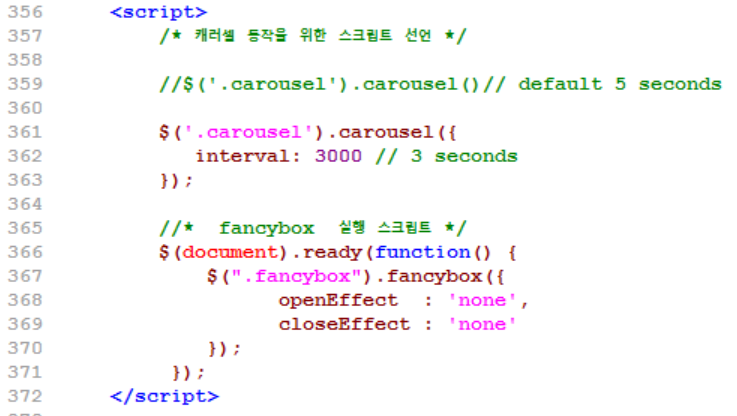 356 <script>
357 /* 캐러셀 동작을 위한 스크립트 선언 */
358
359 //$('.carousel').carousel()// default 5 seconds
360
361 $('.carousel').carousel({
362 interval: 3000 // 3 seconds
363 });
364
365 //* fancybox 실행 스크립트 */
366 $(document).ready(function() {
367 $(".fancybox").fancybox({
368 openEffect : 'none',
369 closeEffect : 'none'
370 });
371 });
372 </script>